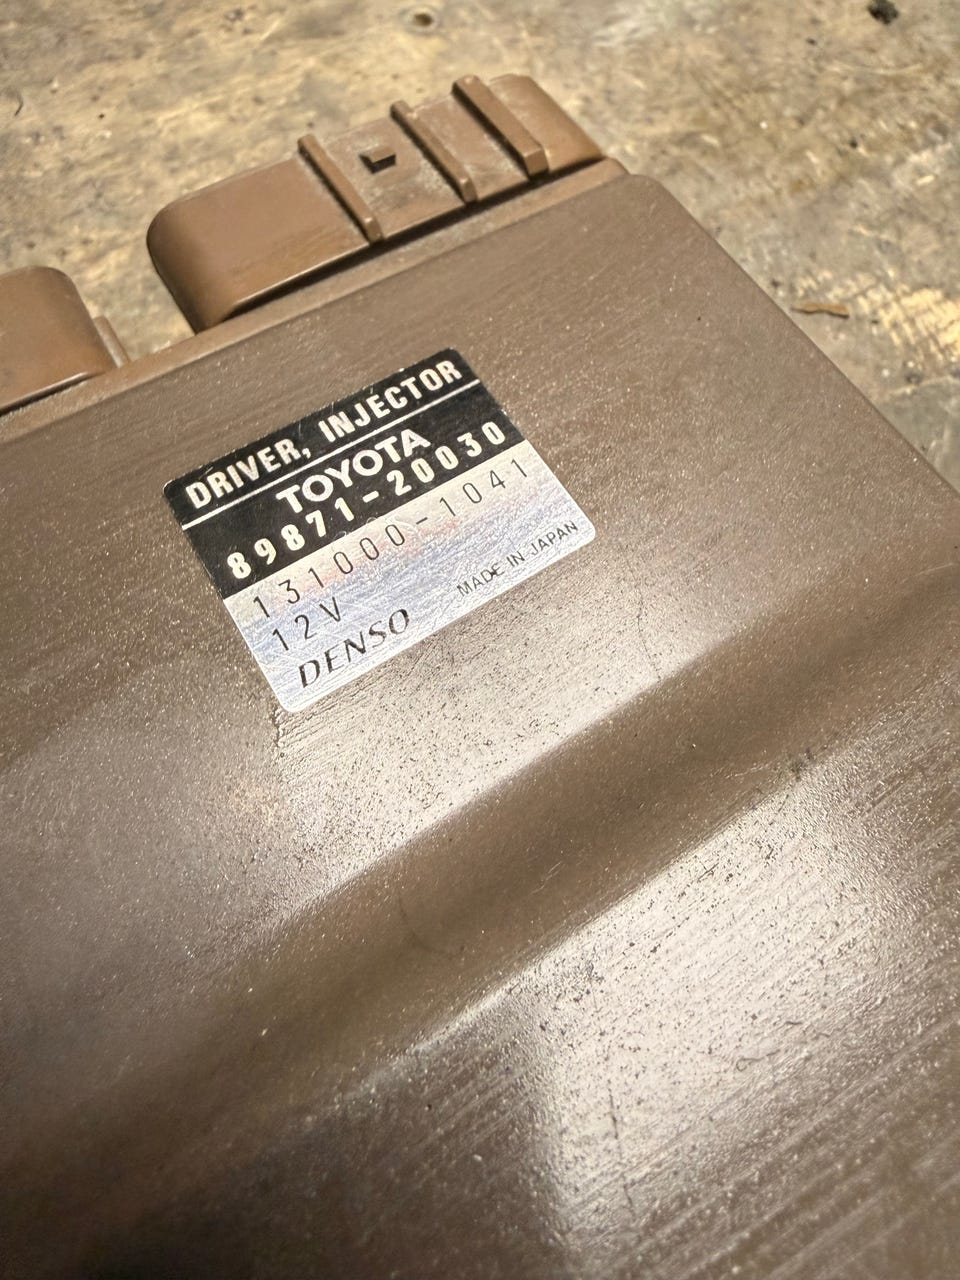 DRIVER, INJECTOR
TOYOTA
89871-20030
131000-1041
12V
DENSO MADE IN JAPAN